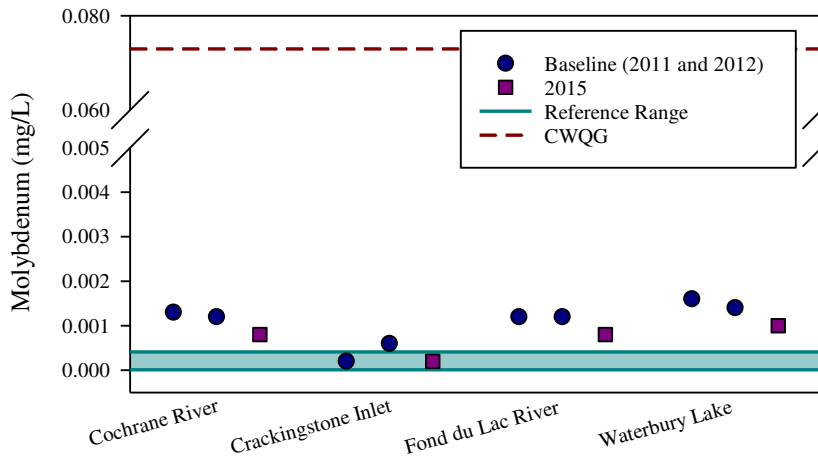 0.080
0.060
0.005
0.004
0.003
0.002
0.001
0.000
Molybdenum (mg/L)
Baseline (2011 and 2012)
2015
Reference Range
CWQG
Cochrane River
Crackingstone Inlet
Fond du Lac River
Waterbury Lake